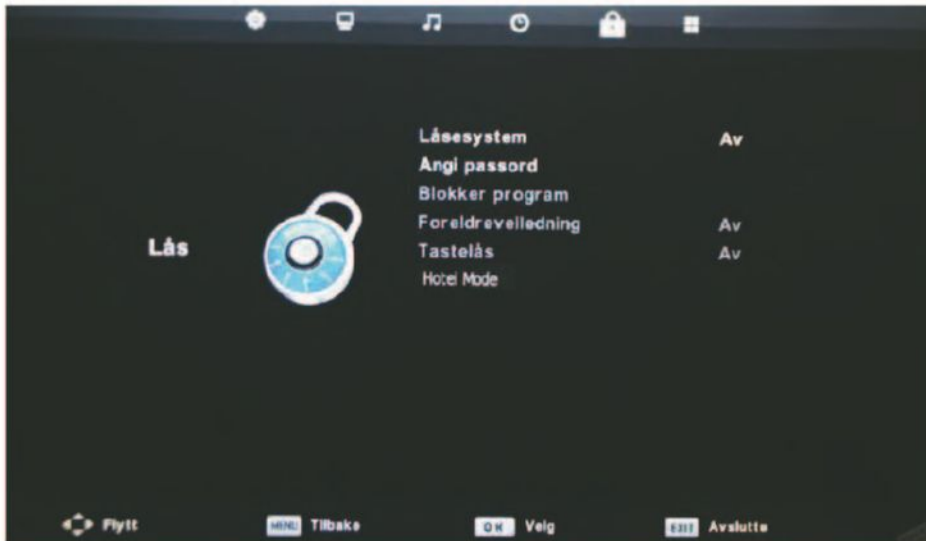 Låsesystem Av
Angi passord
Blokker program
Foreldreveiledning Av
Lås
Tastelås Av
Hotel Mode
Flytt MENU Tilbake OK Velg EXIT Avslutte